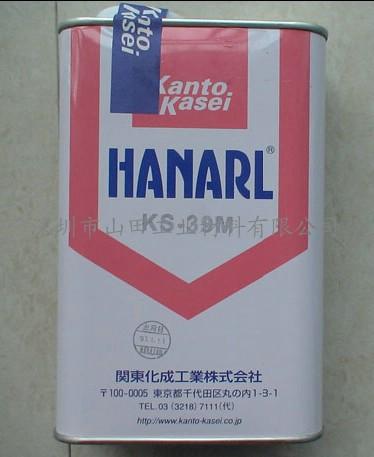 Kanto
Kasei
Kanto
Kasei
HANARL®
KS-39M
圳市山田工业材料有限公司
関東化成工業株式会社
〒100-0005 東京都千代田区丸の内1-3-1
TEL.03 (3218) 7111(代)
http://www.kanto-kasei.co.jp